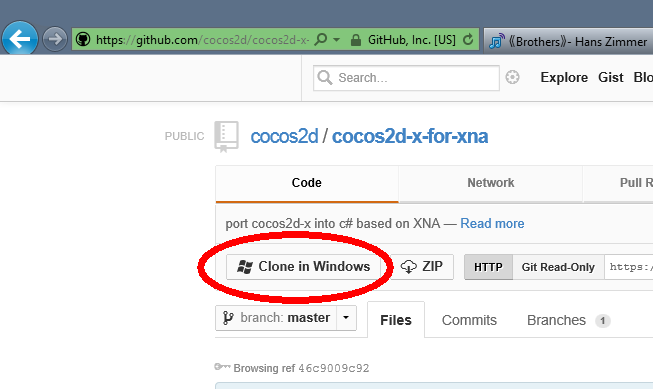 https://github.com/cocos2d/cocos2d-x- GitHub, Inc. [US] 《Brothers》- Hans Zimmer
Search... Explore Gist Blo
PUBLIC cocos2d / cocos2d-x-for-xna
Code Network Pull R
port cocos2d-x into c# based on XNA — Read more
Clone in Windows ZIP HTTP Git Read-Only https:/
branch: master Files Commits Branches 1
Browsing ref 46c9009c92